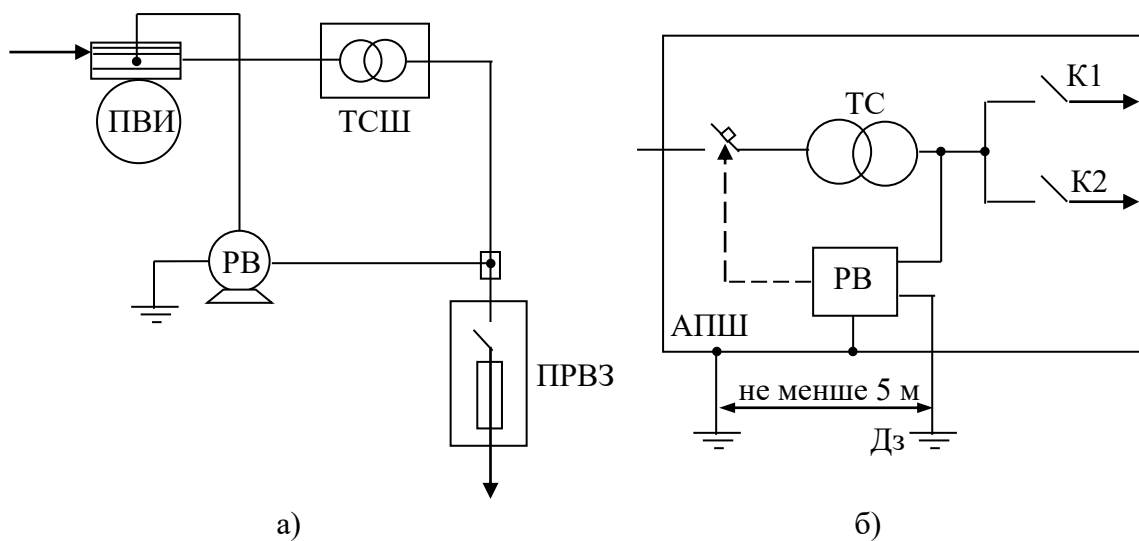 ПВИ
ТСШ
РВ
ПРВЗ
а)
К1
ТС
К2
РВ
АПШ
не менше 5 м
Дз
б)